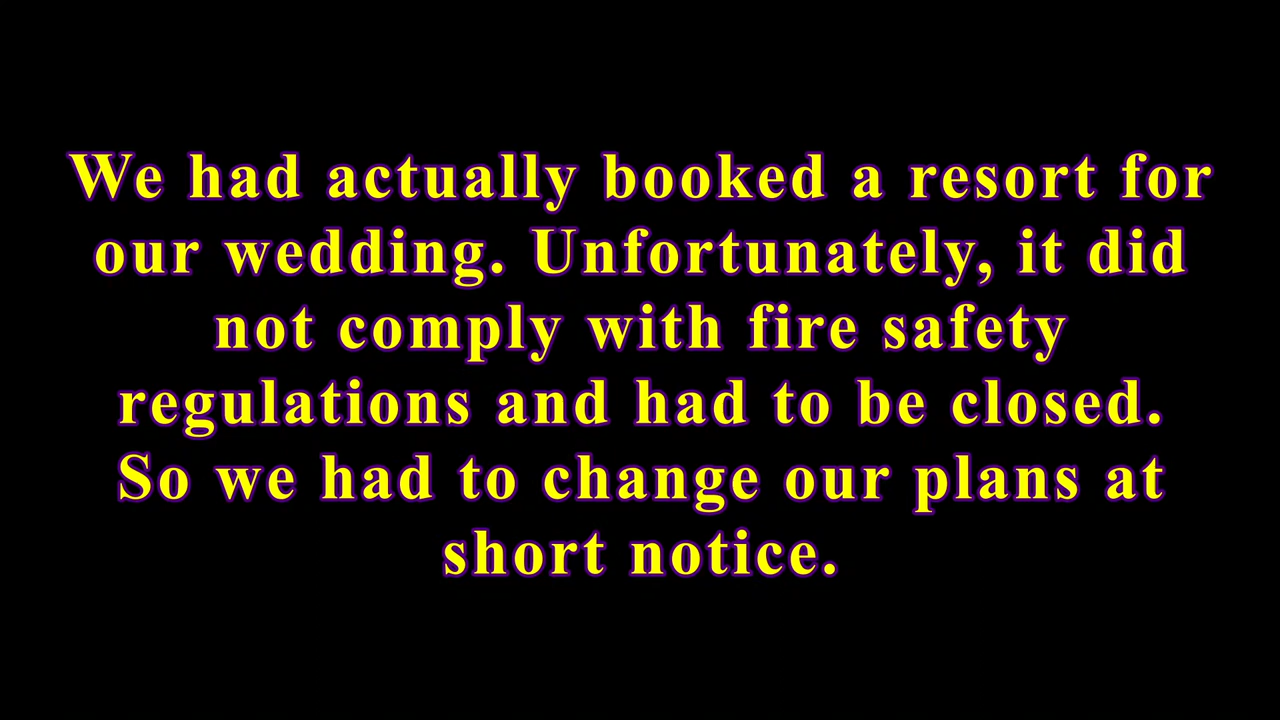 We had actually booked a resort for
our wedding. Unfortunately, it did
not comply with fire safety
regulations and had to be closed.
So we had to change our plans at
short notice.